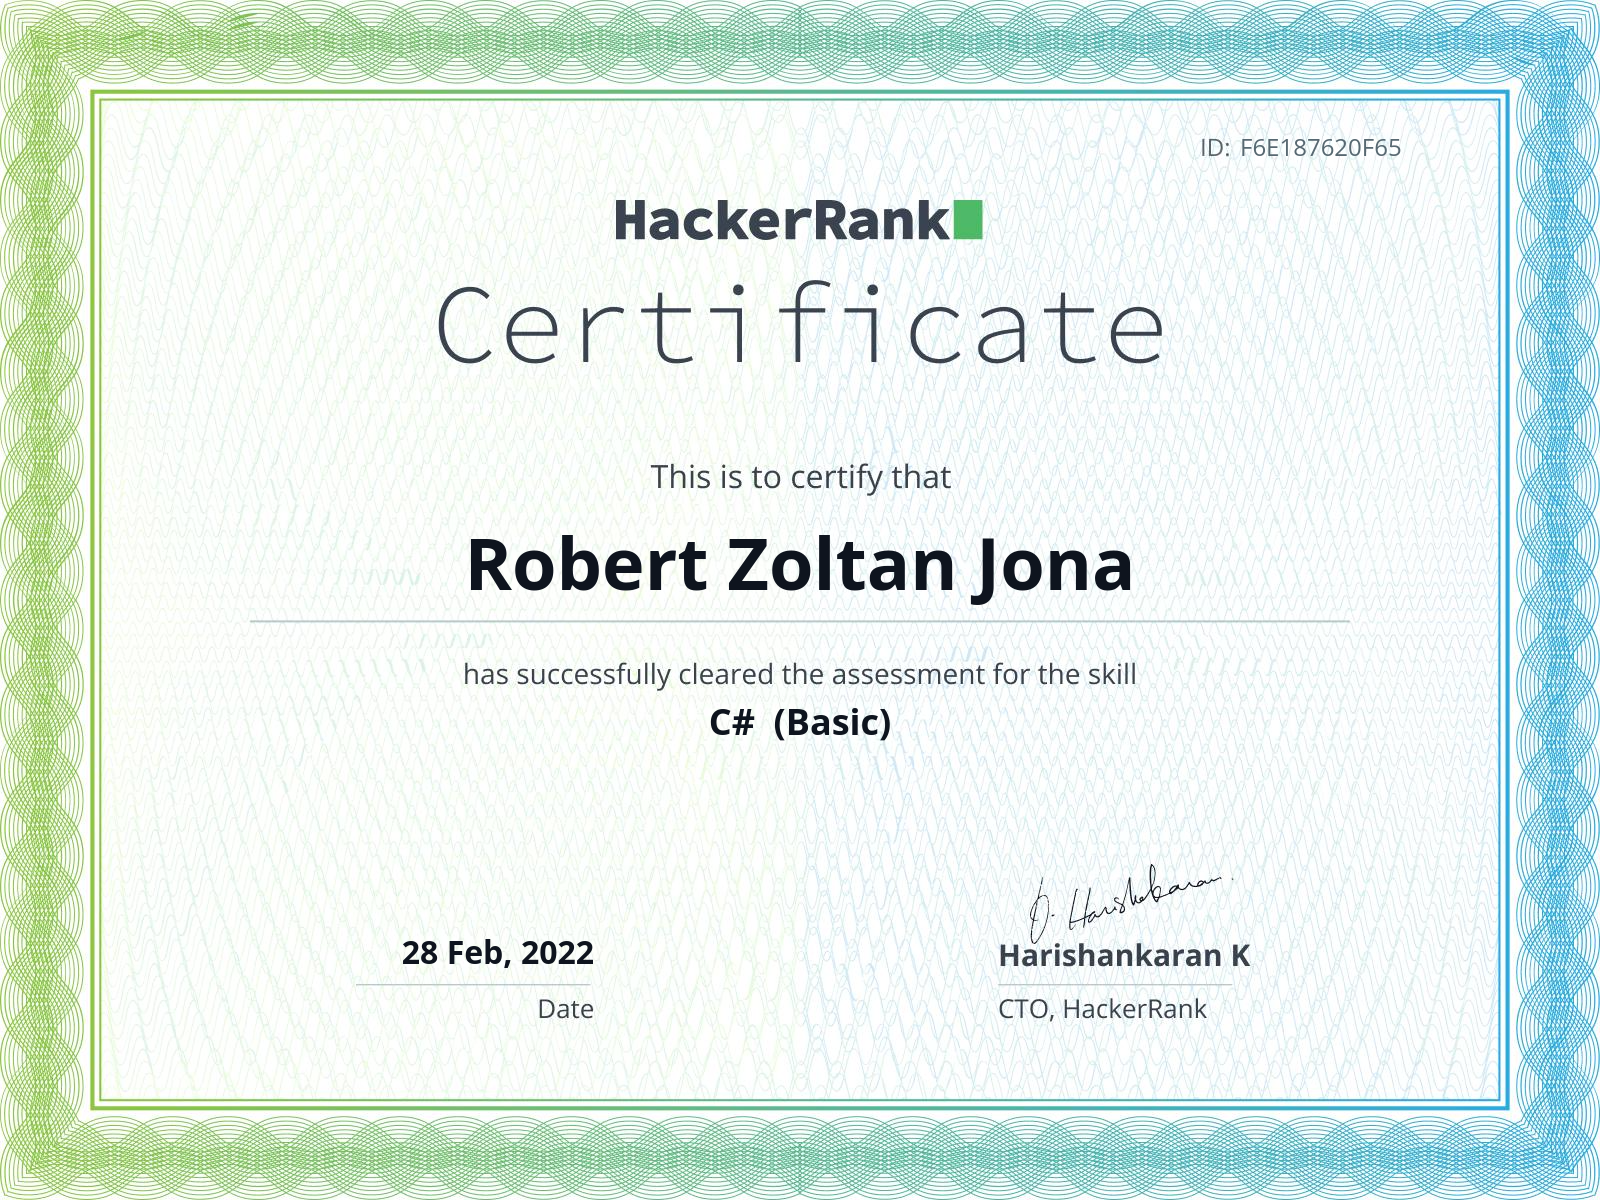 ID: F6E187620F65
HackerRank
Certificate
This is to certify that
Robert Zoltan Jona
has successfully cleared the assessment for the skill
C# (Basic)
28 Feb, 2022
Date
Harishankaran K
CTO, HackerRank